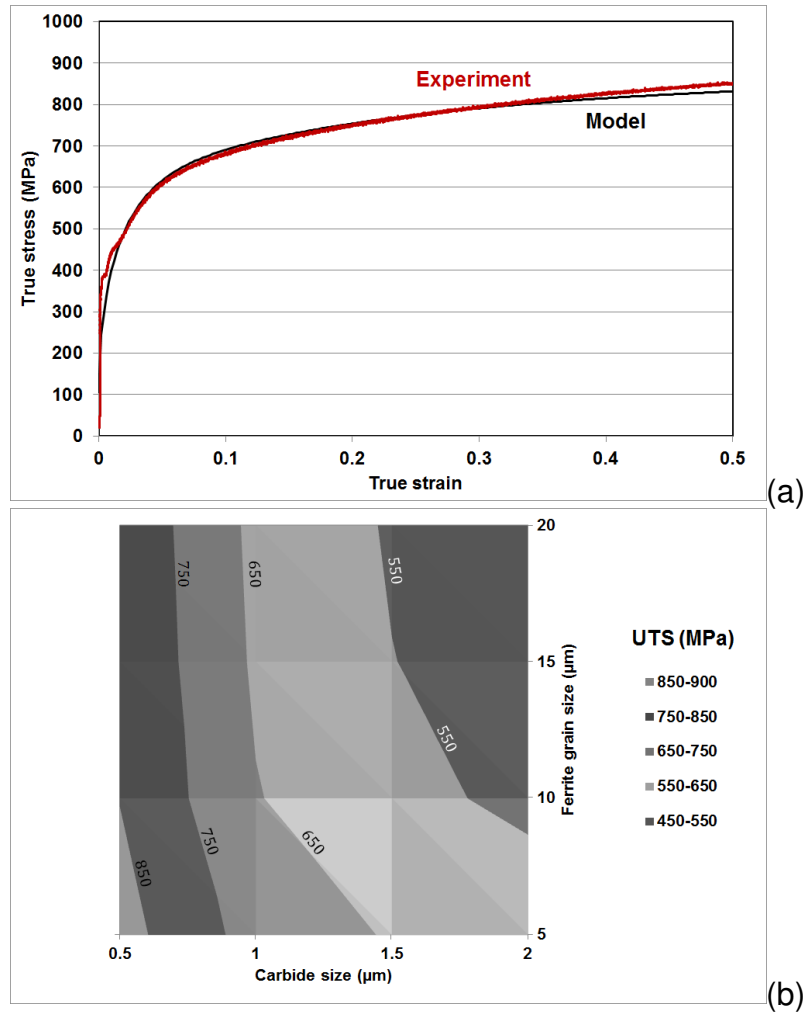 1000
900
800
700
600
500
400
300
200
100
0
True stress (MPa)
Experiment
Model
0 0.1 0.2 0.3 0.4 0.5
True strain
(a)
750
650
550
550
650
750
850
20
15
10
5
Ferrite grain size (µm)
0.5 1 1.5 2
Carbide size (µm)
UTS (MPa)
850-900
750-850
650-750
550-650
450-550
(b)